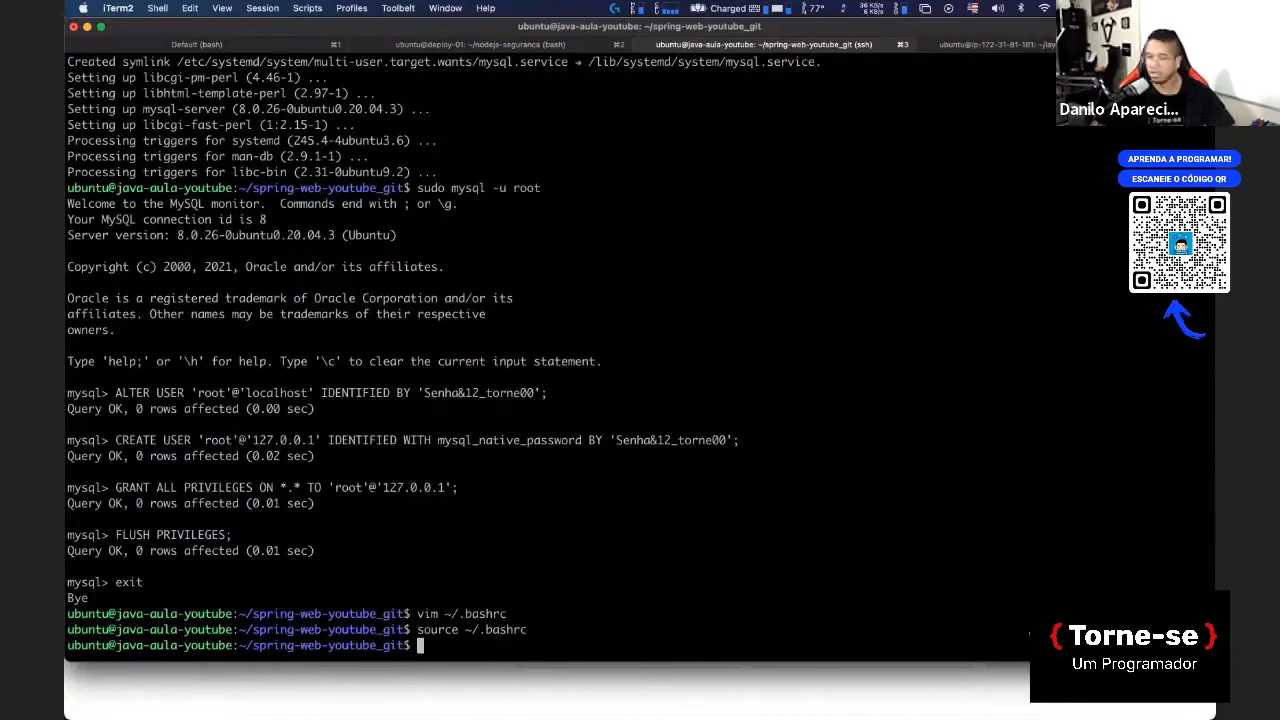 iTerm2 Shell Edit View Session Scripts Profiles Toolbelt Window Help Charged 77° 36 KB/s
ubuntu@java-aula-youtube: ~/spring-web-youtube_git
Default (bash) ⌘1 ubuntu@deploy-01: ~/nodejs-seguranca (bash) ⌘2 ubuntu@java-aula-youtube: ~/spring-web-youtube_git (ssh) ⌘3
Created symlink /etc/systemd/system/multi-user.target.wants/mysql.service → /lib/systemd/system/mysql.service.
Setting up libcgi-pm-perl (4.46-1) ...
Setting up libhtml-template-perl (2.97-1) ...
Setting up mysql-server (8.0.26-0ubuntu0.20.04.3) ...
Setting up libcgi-fast-perl (1:2.15-1) ...
Processing triggers for systemd (245.4-4ubuntu3.6) ...
Processing triggers for man-db (2.9.1-1) ...
Processing triggers for libc-bin (2.31-0ubuntu9.2) ...
ubuntu@java-aula-youtube:~/spring-web-youtube_git$ sudo mysql -u root
Welcome to the MySQL monitor.  Commands end with ; or \g.
Your MySQL connection id is 8
Server version: 8.0.26-0ubuntu0.20.04.3 (Ubuntu)
Copyright (c) 2000, 2021, Oracle and/or its affiliates.
Oracle is a registered trademark of Oracle Corporation and/or its
affiliates. Other names may be trademarks of their respective
owners.
Type 'help;' or '\h' for help. Type '\c' to clear the current input statement.
mysql> ALTER USER 'root'@'localhost' IDENTIFIED BY 'Senha&12_torne00';
Query OK, 0 rows affected (0.00 sec)
mysql> CREATE USER 'root'@'127.0.0.1' IDENTIFIED WITH mysql_native_password BY 'Senha&12_torne00';
Query OK, 0 rows affected (0.02 sec)
mysql> GRANT ALL PRIVILEGES ON *.* TO 'root'@'127.0.0.1';
Query OK, 0 rows affected (0.01 sec)
mysql> FLUSH PRIVILEGES;
Query OK, 0 rows affected (0.01 sec)
mysql> exit
Bye
ubuntu@java-aula-youtube:~/spring-web-youtube_git$ vim ~/.bashrc
ubuntu@java-aula-youtube:~/spring-web-youtube_git$ source ~/.bashrc
ubuntu@java-aula-youtube:~/spring-web-youtube_git$
Torne-se
Danilo Apareci...
APRENDA A PROGRAMAR!
ESCANEIE O CÓDIGO QR
{ Torne-se }
Um Programador